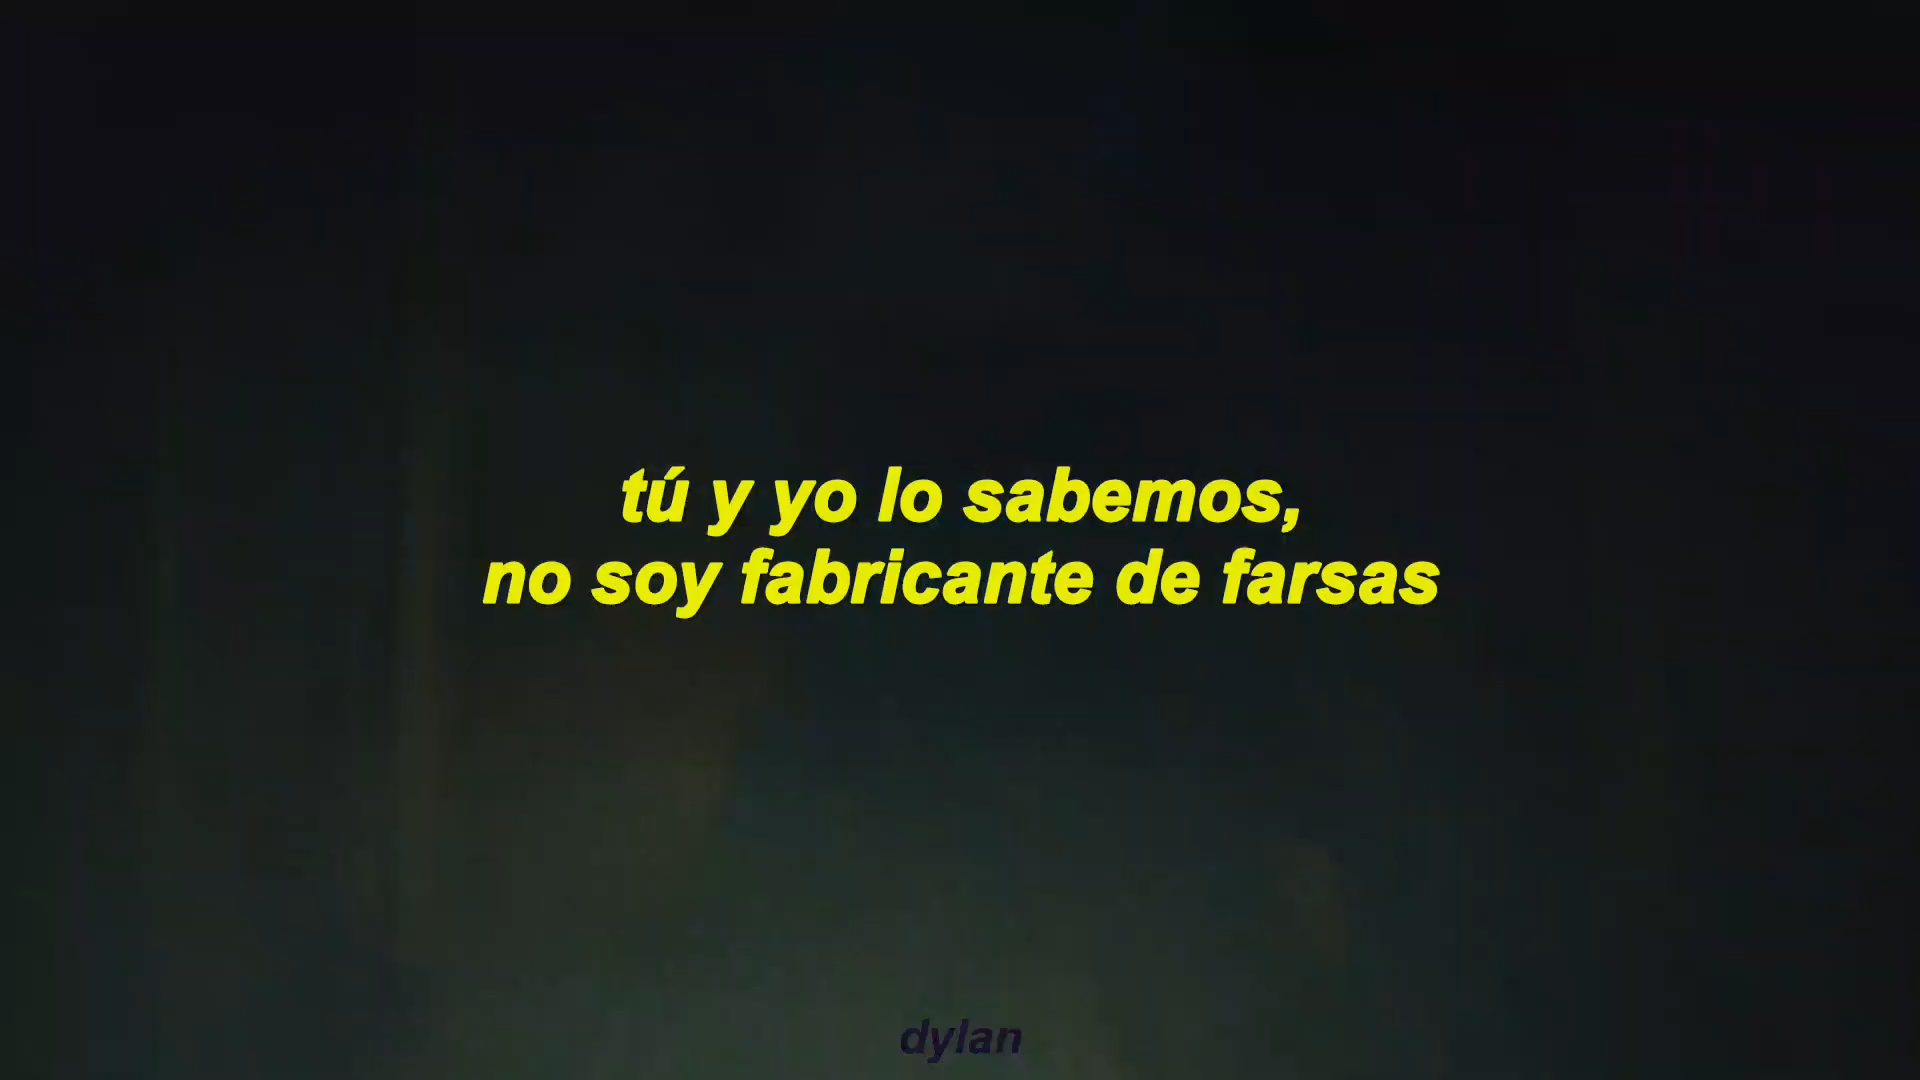 tú y yo lo sabemos,
no soy fabricante de farsas
dylan